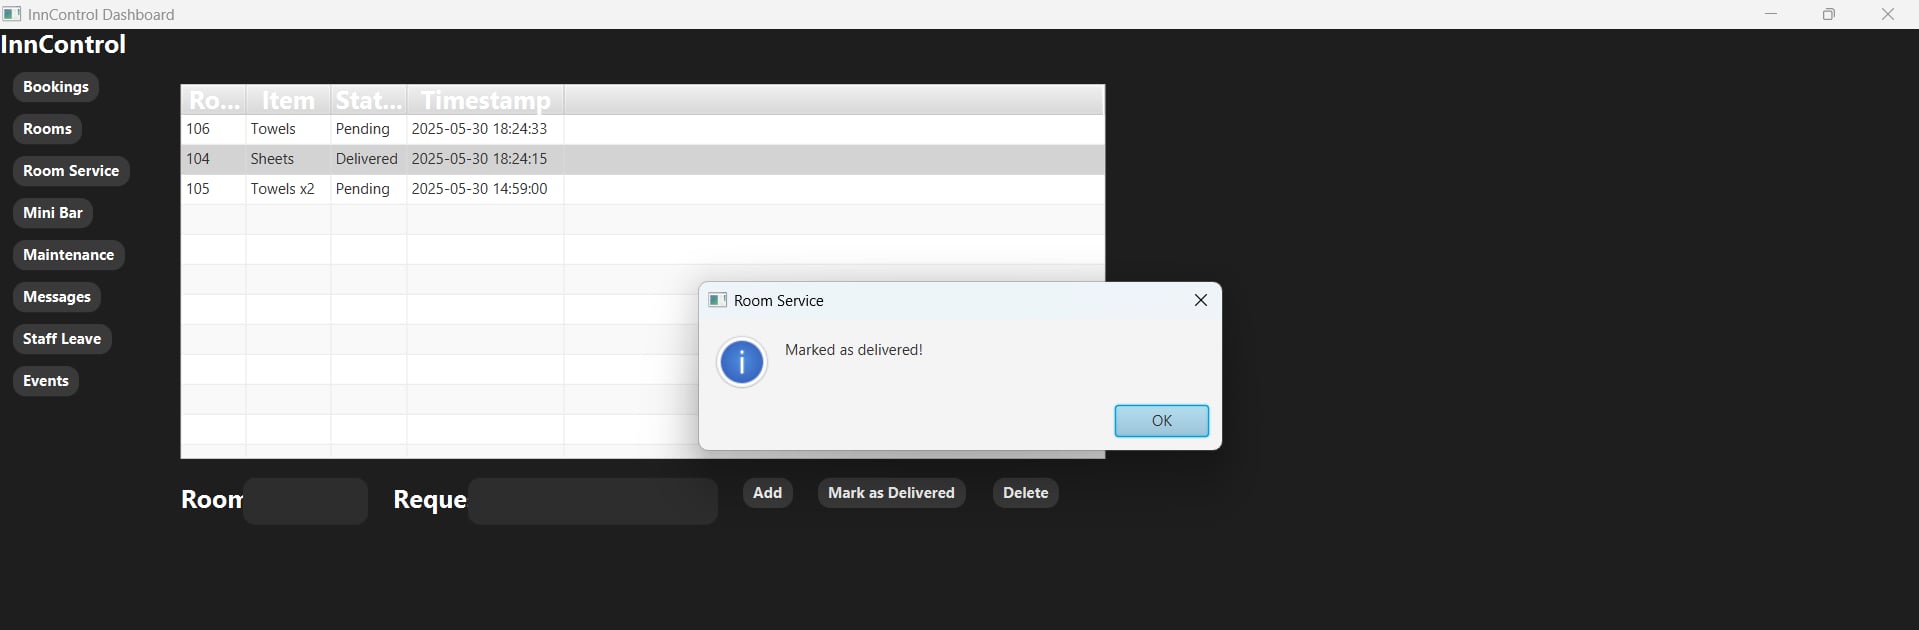 InnControl Dashboard
InnControl
Bookings
Rooms
Room Service
Mini Bar
Maintenance
Messages
Staff Leave
Events
Ro... Item Stat... Timestamp
106 Towels Pending 2025-05-30 18:24:33
104 Sheets Delivered 2025-05-30 18:24:15
105 Towels x2 Pending 2025-05-30 14:59:00
Room Service
Marked as delivered!
OK
Room Reque Add Mark as Delivered Delete